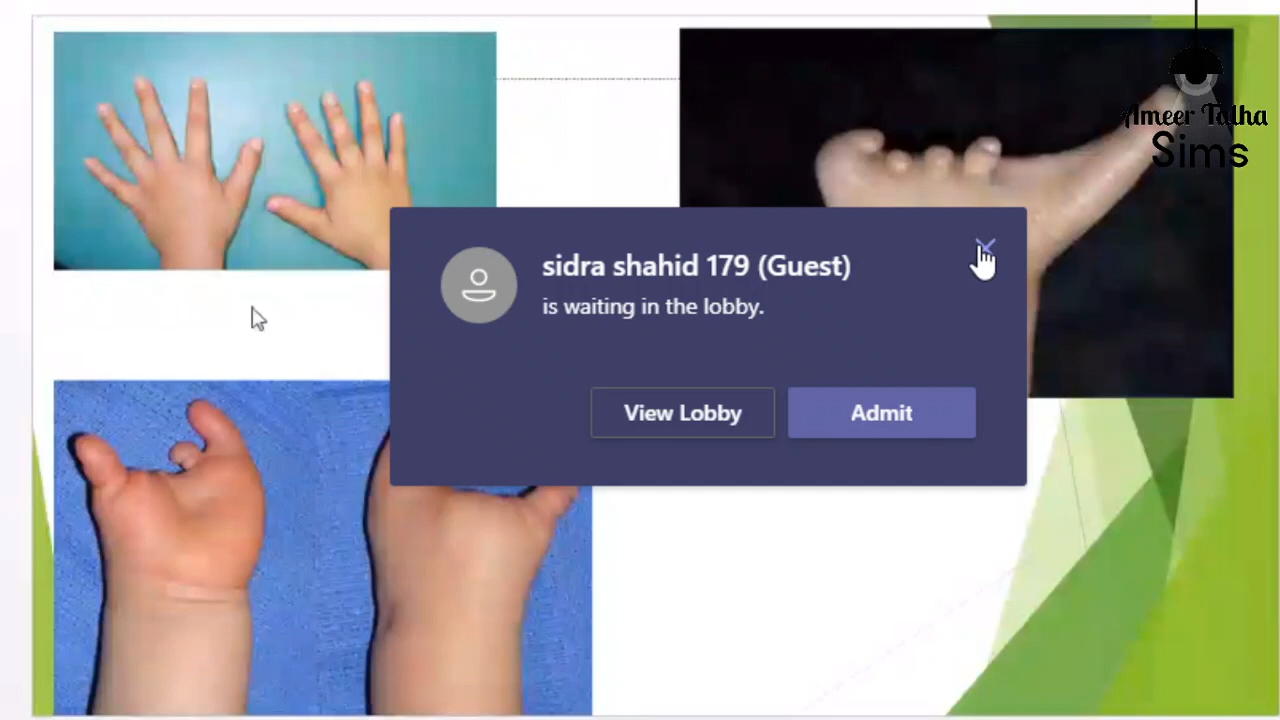 Ameer Talha
Sims
sidra shahid 179 (Guest)
is waiting in the lobby.
View Lobby
Admit